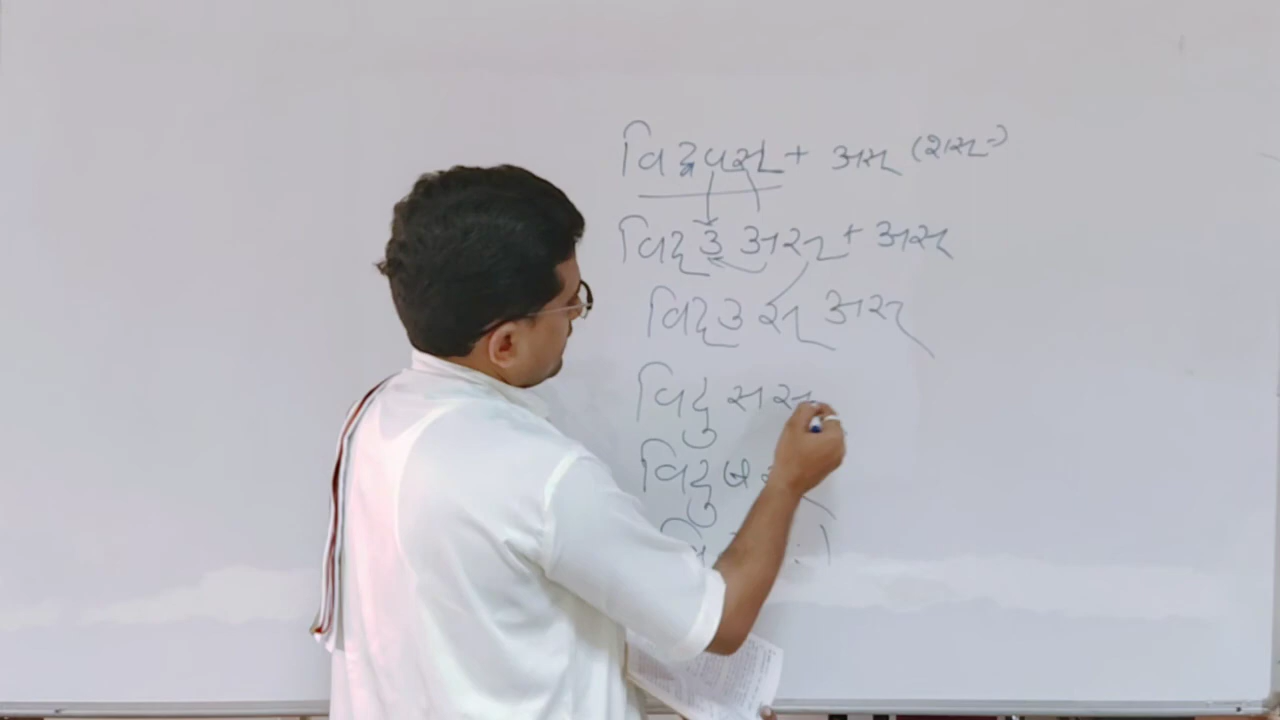 विद्वस् + अस् (शस्)
विद् उ अस् + अस्
विद् उ स् अस्
विदु सस्
विदुष
वि